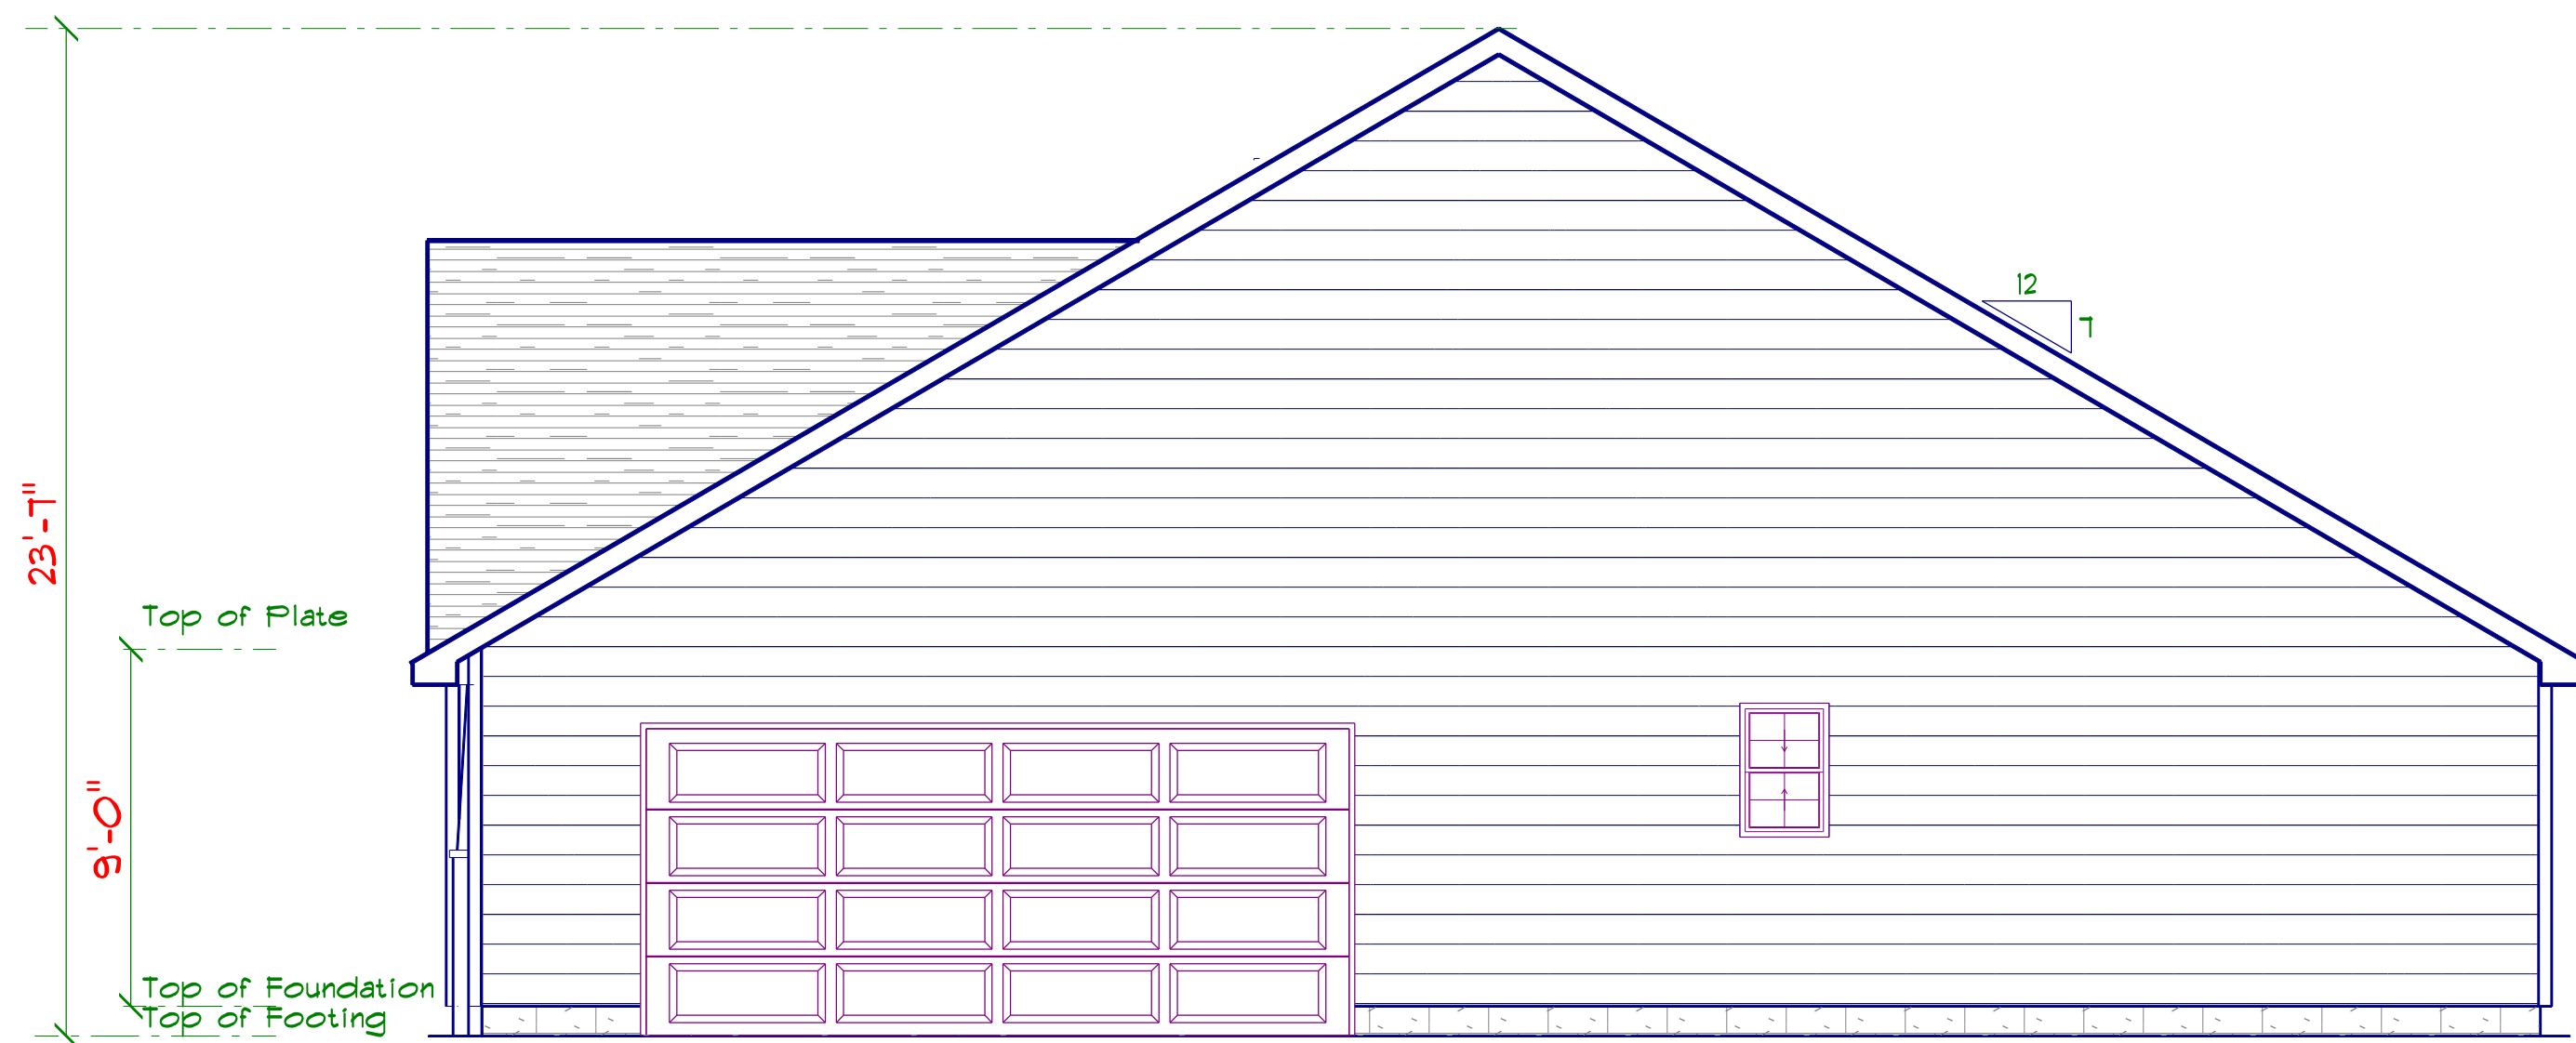 12
7
23'-7"
Top of Plate
9'-0"
Top of Foundation
Top of Footing